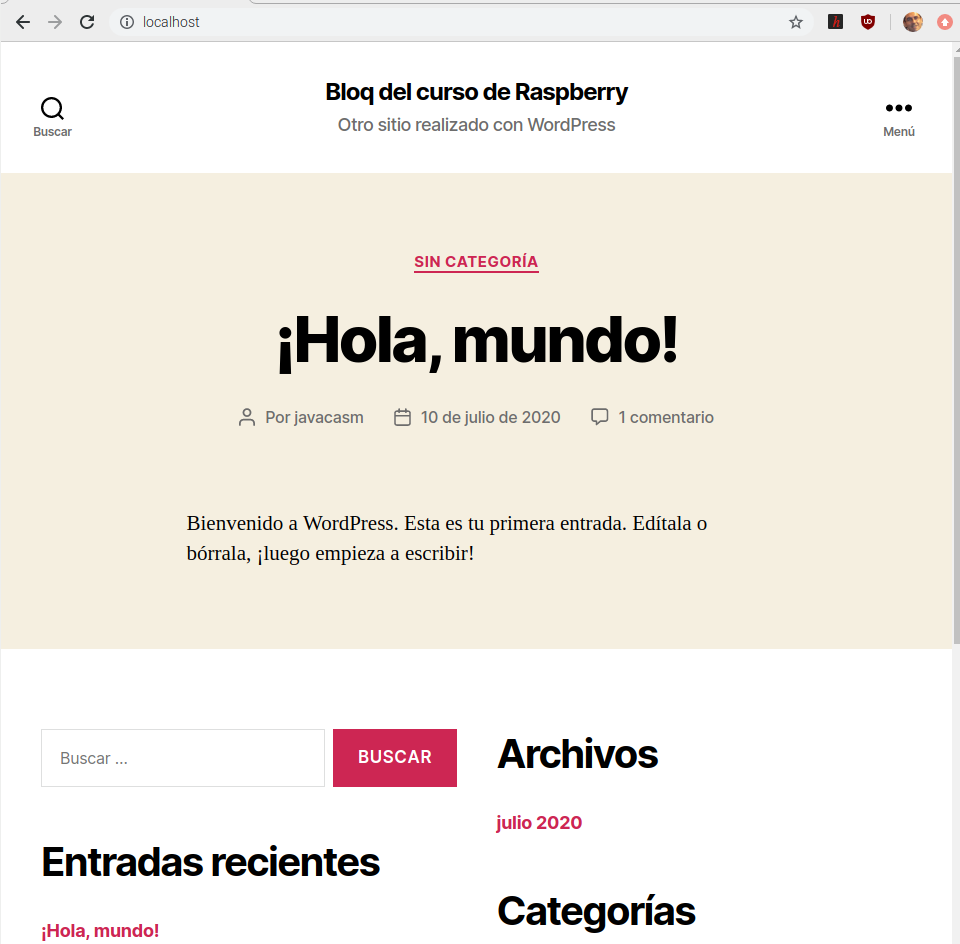 localhost
Bloq del curso de Raspberry
Otro sitio realizado con WordPress
Buscar
Menú
SIN CATEGORÍA
¡Hola, mundo!
Por javacasm 10 de julio de 2020 1 comentario
Bienvenido a WordPress. Esta es tu primera entrada. Edítala o
bórrala, ¡luego empieza a escribir!
Buscar ...
BUSCAR
Entradas recientes
¡Hola, mundo!
Archivos
julio 2020
Categorías